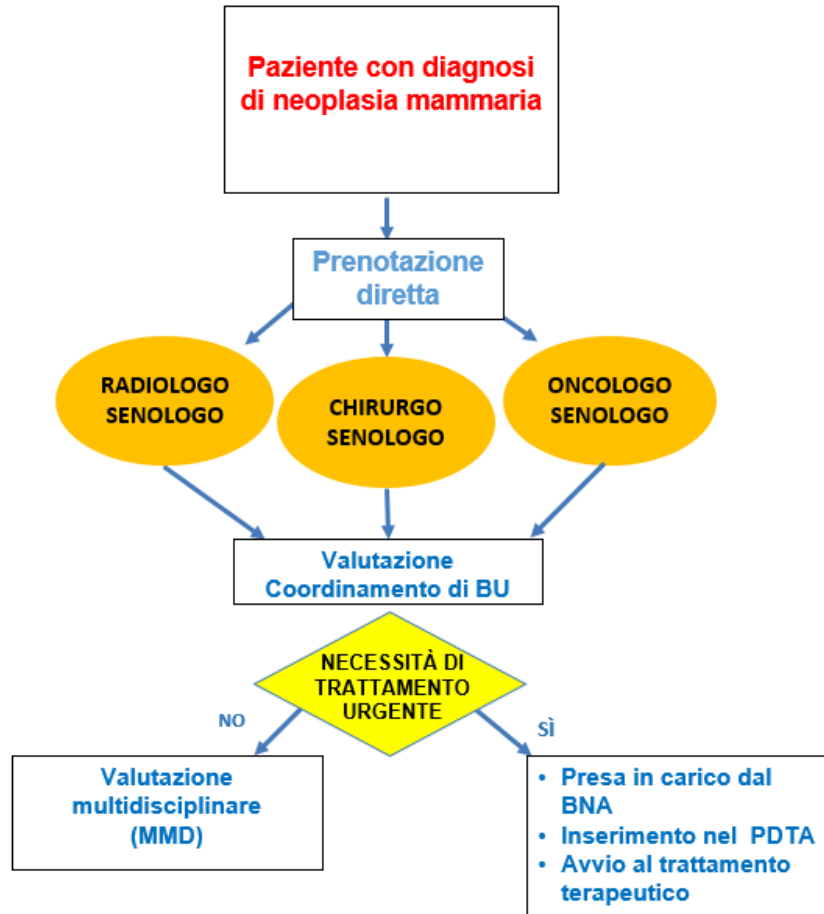 Paziente con diagnosi
di neoplasia mammaria
Prenotazione
diretta
RADIOLOGO
SENOLOGO
CHIRURGO
SENOLOGO
ONCOLOGO
SENOLOGO
Valutazione
Coordinamento di BU
NECESSITÀ DI
TRATTAMENTO
URGENTE
NO
SÌ
Valutazione
multidisciplinare
(MMD)
• Presa in carico dal
BNA
• Inserimento nel PDTA
• Avvio al trattamento
terapeutico